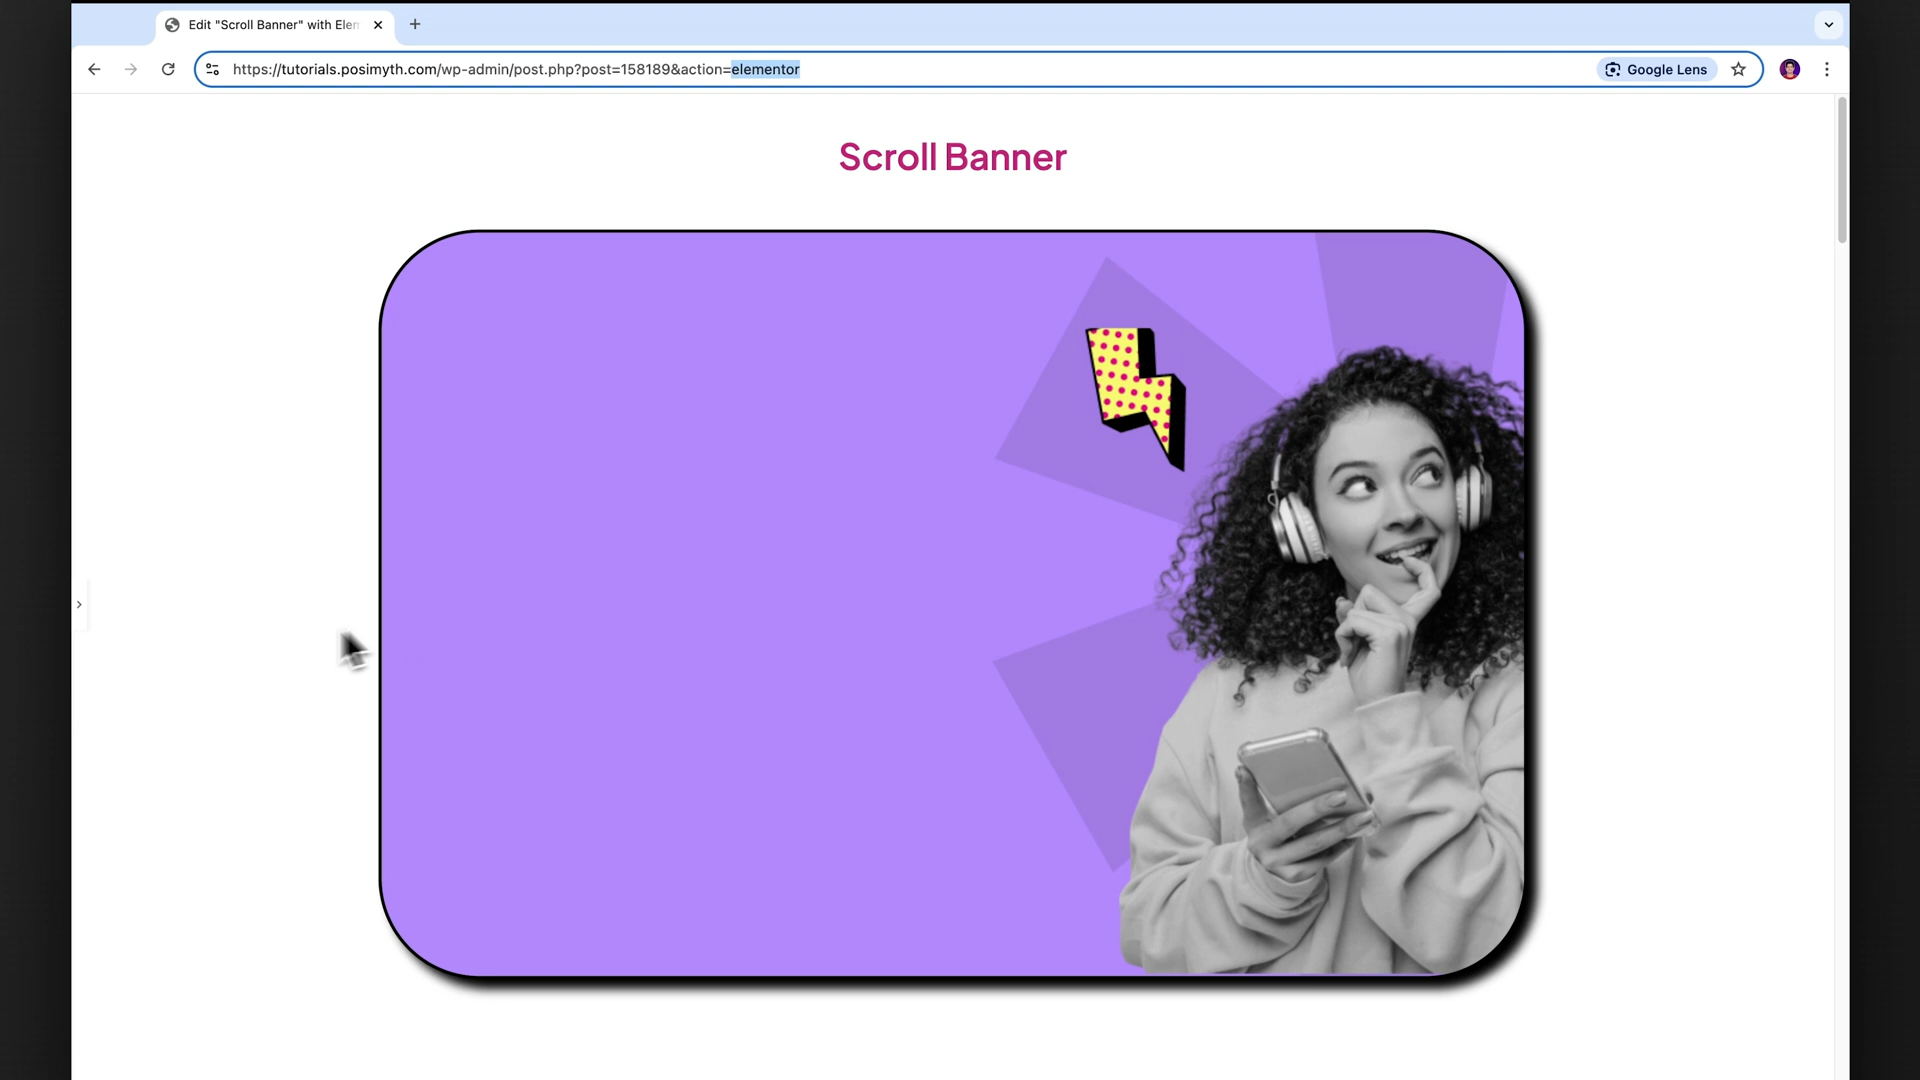 Edit "Scroll Banner" with Elem
https://tutorials.posimyth.com/wp-admin/post.php?post=158189&action=elementor
Google Lens
Scroll Banner